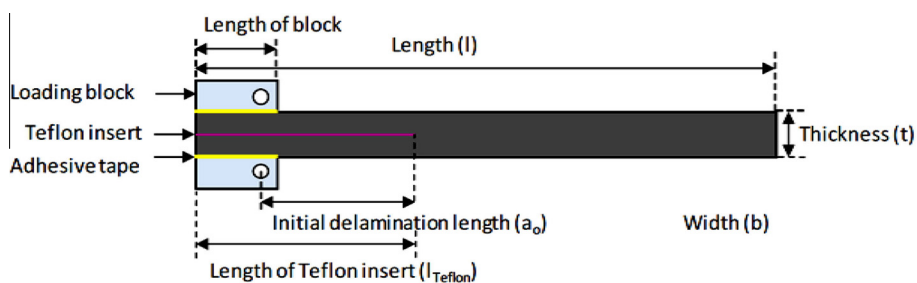 Length of block
Length (l)
Loading block
Teflon insert
Thickness (t)
Adhesive tape
Initial delamination length (aₒ)
Width (b)
Length of Teflon insert (l_Teflon)